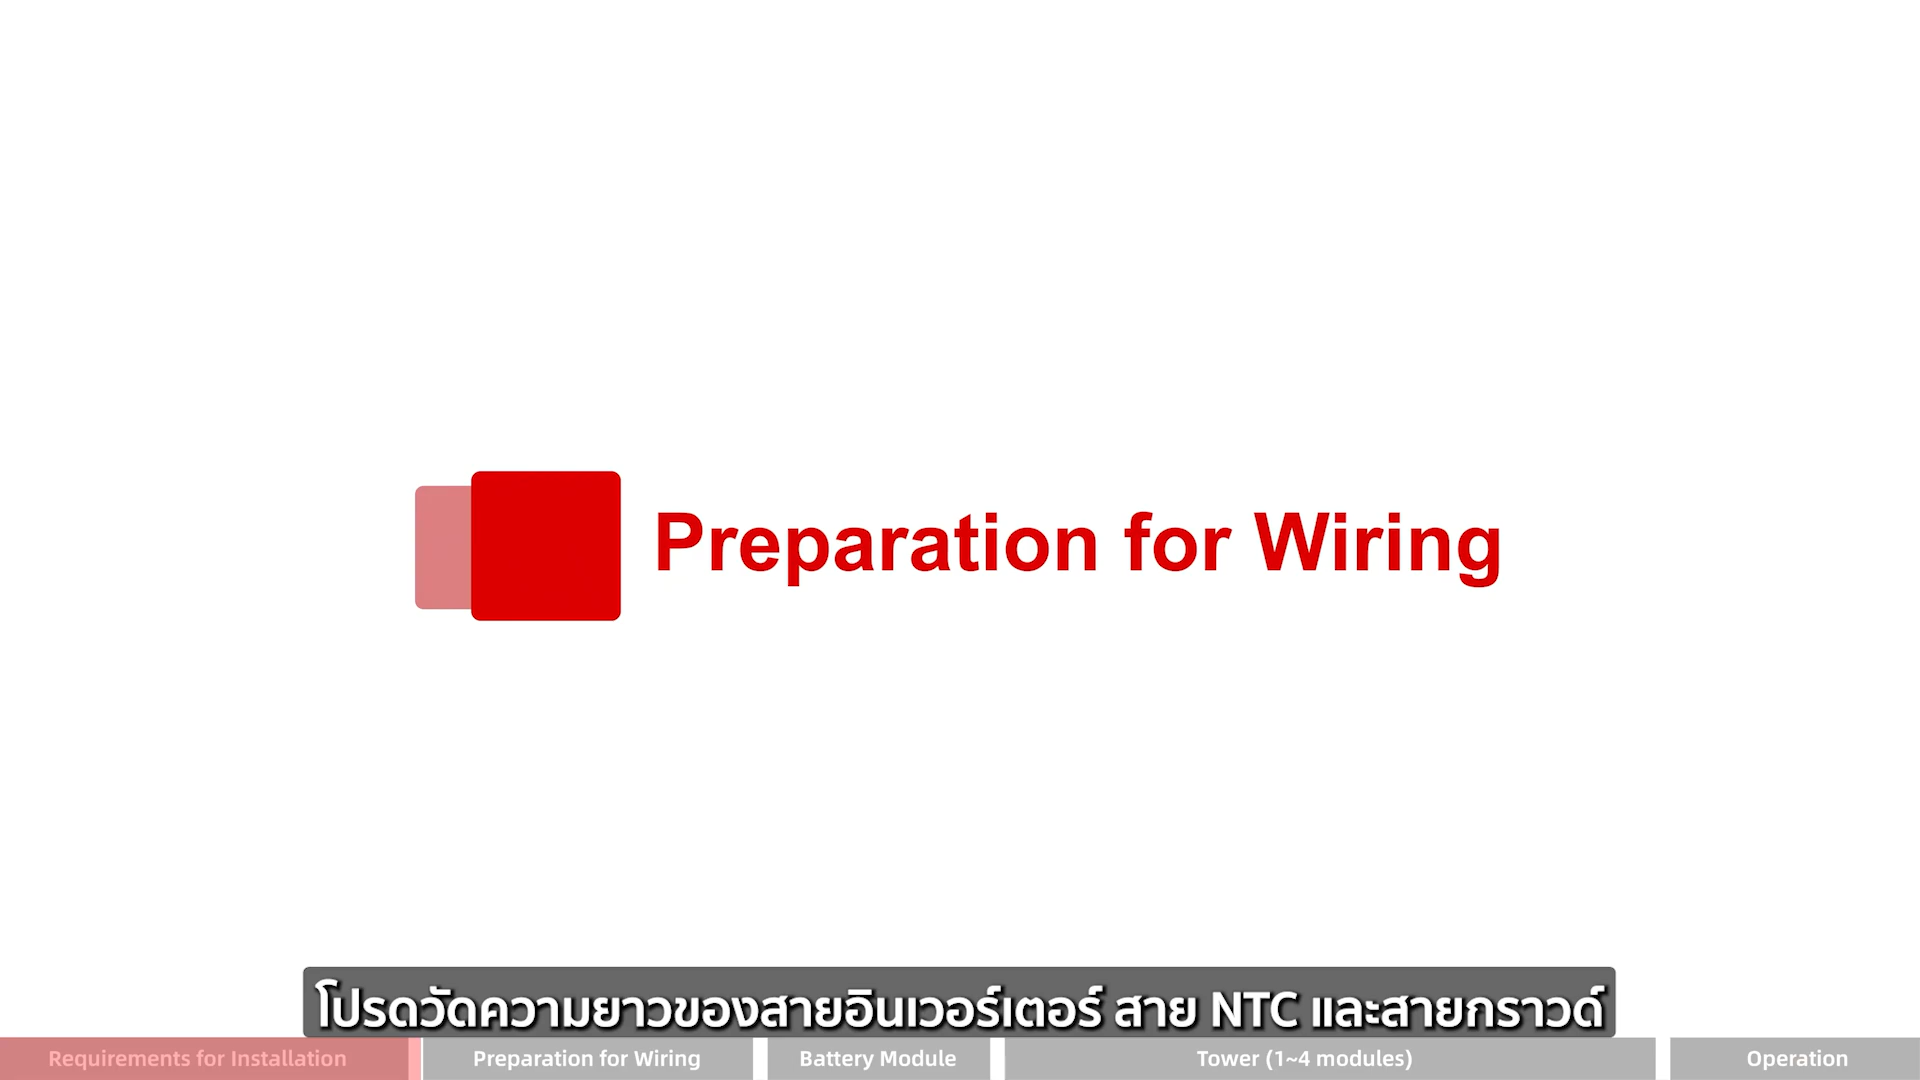 Preparation for Wiring
โปรดวัดความยาวของสายอินเวอร์เตอร์ สาย NTC และสายกราวด์
Requirements for Installation
Preparation for Wiring
Battery Module
Tower (1~4 modules)
Operation